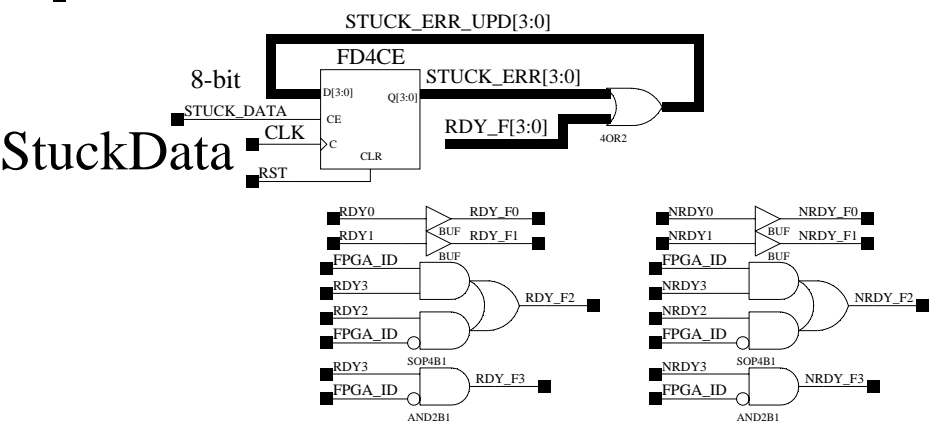 STUCK_ERR_UPD[3:0]
FD4CE
8-bit
STUCK_ERR[3:0]
D[3:0]
Q[3:0]
STUCK_DATA
CE
RDY_F[3:0]
CLK
4OR2
StuckData
C
CLR
RST
RDY0
RDY_F0
NRDY0
NRDY_F0
BUF
BUF
RDY1
RDY_F1
NRDY1
NRDY_F1
BUF
BUF
FPGA_ID
FPGA_ID
RDY3
RDY_F2
NRDY3
NRDY_F2
RDY2
NRDY2
FPGA_ID
FPGA_ID
SOP4B1
SOP4B1
RDY3
RDY_F3
NRDY3
NRDY_F3
FPGA_ID
FPGA_ID
AND2B1
AND2B1